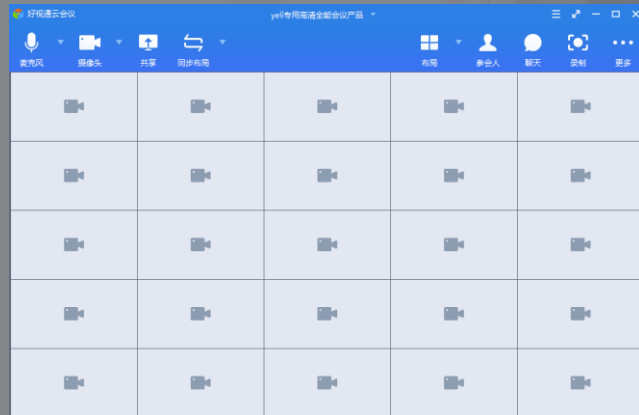 好视通云会议
yeli专用高清全能会议产品
麦克风
摄像头
共享
同步布局
布局
参会人
聊天
录制
更多